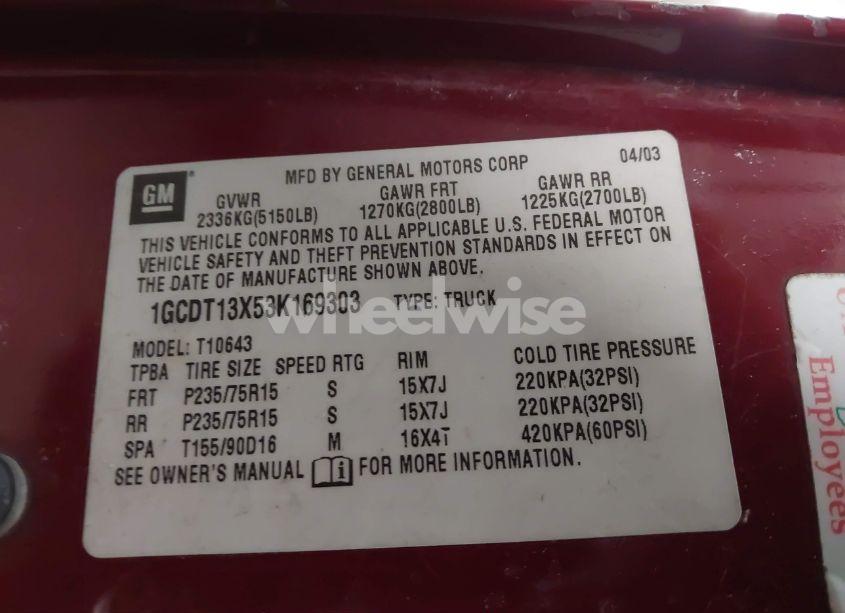 GM
MFD BY GENERAL MOTORS CORP 04/03
GVWR GAWR FRT GAWR RR
2336KG(5150LB) 1270KG(2800LB) 1225KG(2700LB)
THIS VEHICLE CONFORMS TO ALL APPLICABLE U.S. FEDERAL MOTOR
VEHICLE SAFETY AND THEFT PREVENTION STANDARDS IN EFFECT ON
THE DATE OF MANUFACTURE SHOWN ABOVE.
1GCDT13X53K169303 TYPE: TRUCK
wheelwise
MODEL: T10643
TPBA TIRE SIZE SPEED RTG RIM COLD TIRE PRESSURE
FRT P235/75R15 S 15X7J 220KPA(32PSI)
RR P235/75R15 S 15X7J 220KPA(32PSI)
SPA T155/90D16 M 16X4T 420KPA(60PSI)
SEE OWNER'S MANUAL i FOR MORE INFORMATION.
Employees